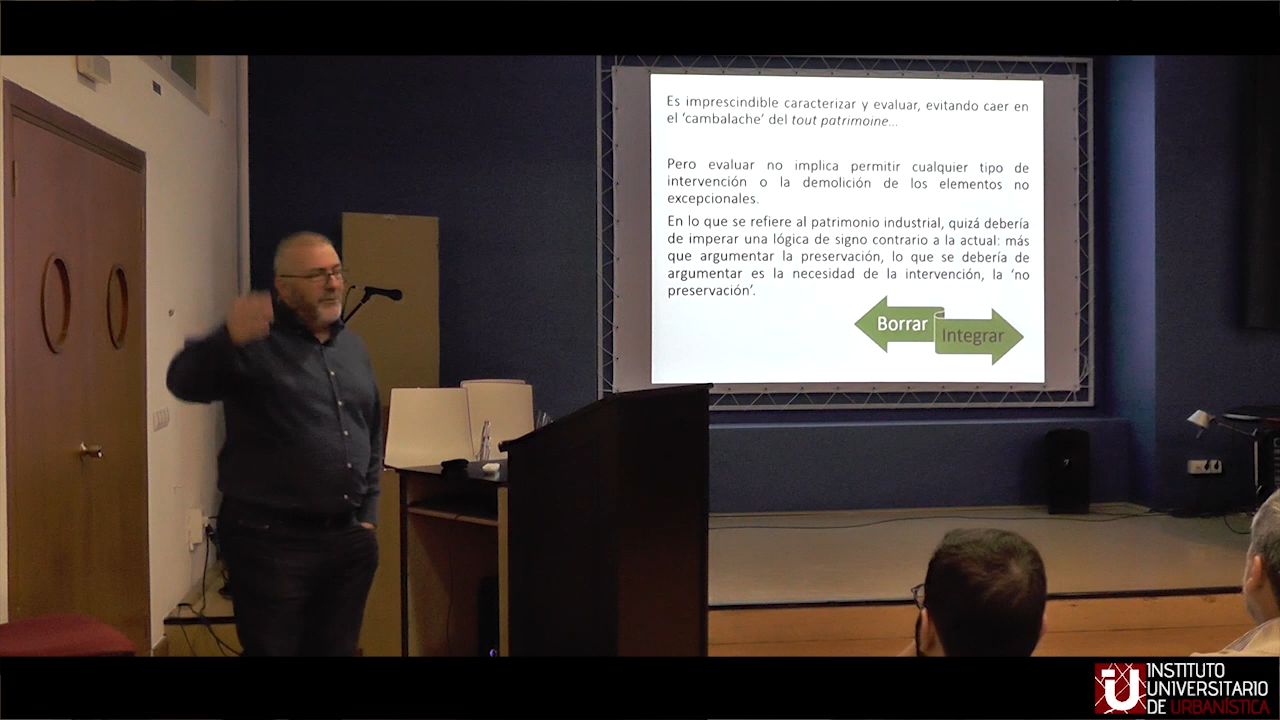 Es imprescindible caracterizar y evaluar, evitando caer en
el ‘cambalache’ del tout patrimoine...
Pero evaluar no implica permitir cualquier tipo de
intervención o la demolición de los elementos no
excepcionales.
En lo que se refiere al patrimonio industrial, quizá debería
de imperar una lógica de signo contrario a la actual: más
que argumentar la preservación, lo que se debería de
argumentar es la necesidad de la intervención, la ‘no
preservación’.
Borrar
Integrar
INSTITUTO
UNIVERSITARIO
DE URBANÍSTICA